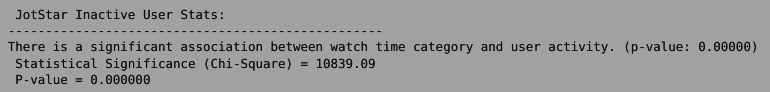 JotStar Inactive User Stats:
--------------------------------------------------
There is a significant association between watch time category and user activity. (p-value: 0.00000)
Statistical Significance (Chi-Square) = 10839.09
P-value = 0.000000